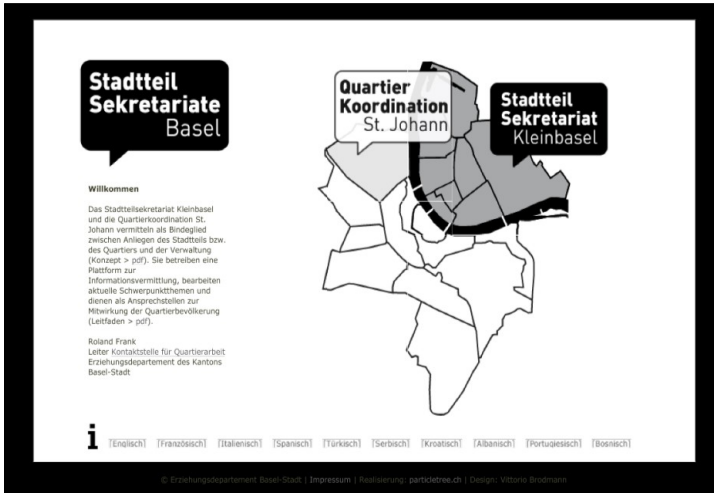 Stadtteil
Sekretariate
Basel
Quartier
Koordination
St. Johann
Stadtteil
Sekretariat
Kleinbasel
Willkommen
Das Stadtteilsekretariat Kleinbasel
und die Quartierkoordination St.
Johann vermitteln als Bindeglied
zwischen Anliegen des Stadtteils bzw.
des Quartiers und der Verwaltung
(Konzept > pdf). Sie betreiben eine
Plattform zur
Informationsvermittlung, bearbeiten
aktuelle Schwerpunktthemen und
dienen als Ansprechstellen zur
Mitwirkung der Quartierbevölkerung
(Leitfaden > pdf).
Roland Frank
Leiter Kontaktstelle für Quartierarbeit
Erziehungsdepartement des Kantons
Basel-Stadt
i [Englisch] [Französisch] [Italienisch] [Spanisch] [Türkisch] [Serbisch] [Kroatisch] [Albanisch] [Portugiesisch] [Bosnisch]
© Erziehungsdepartement Basel-Stadt | Impressum | Realisierung: particletree.ch | Design: Vittorio Brodmann